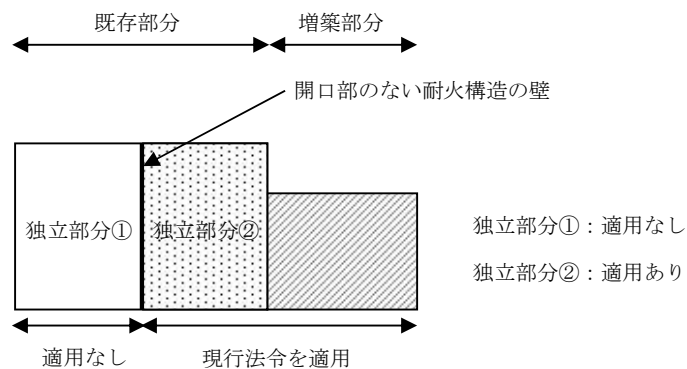 既存部分
増築部分
開口部のない耐火構造の壁
独立部分①
独立部分②
独立部分①：適用なし
独立部分②：適用あり
適用なし
現行法令を適用